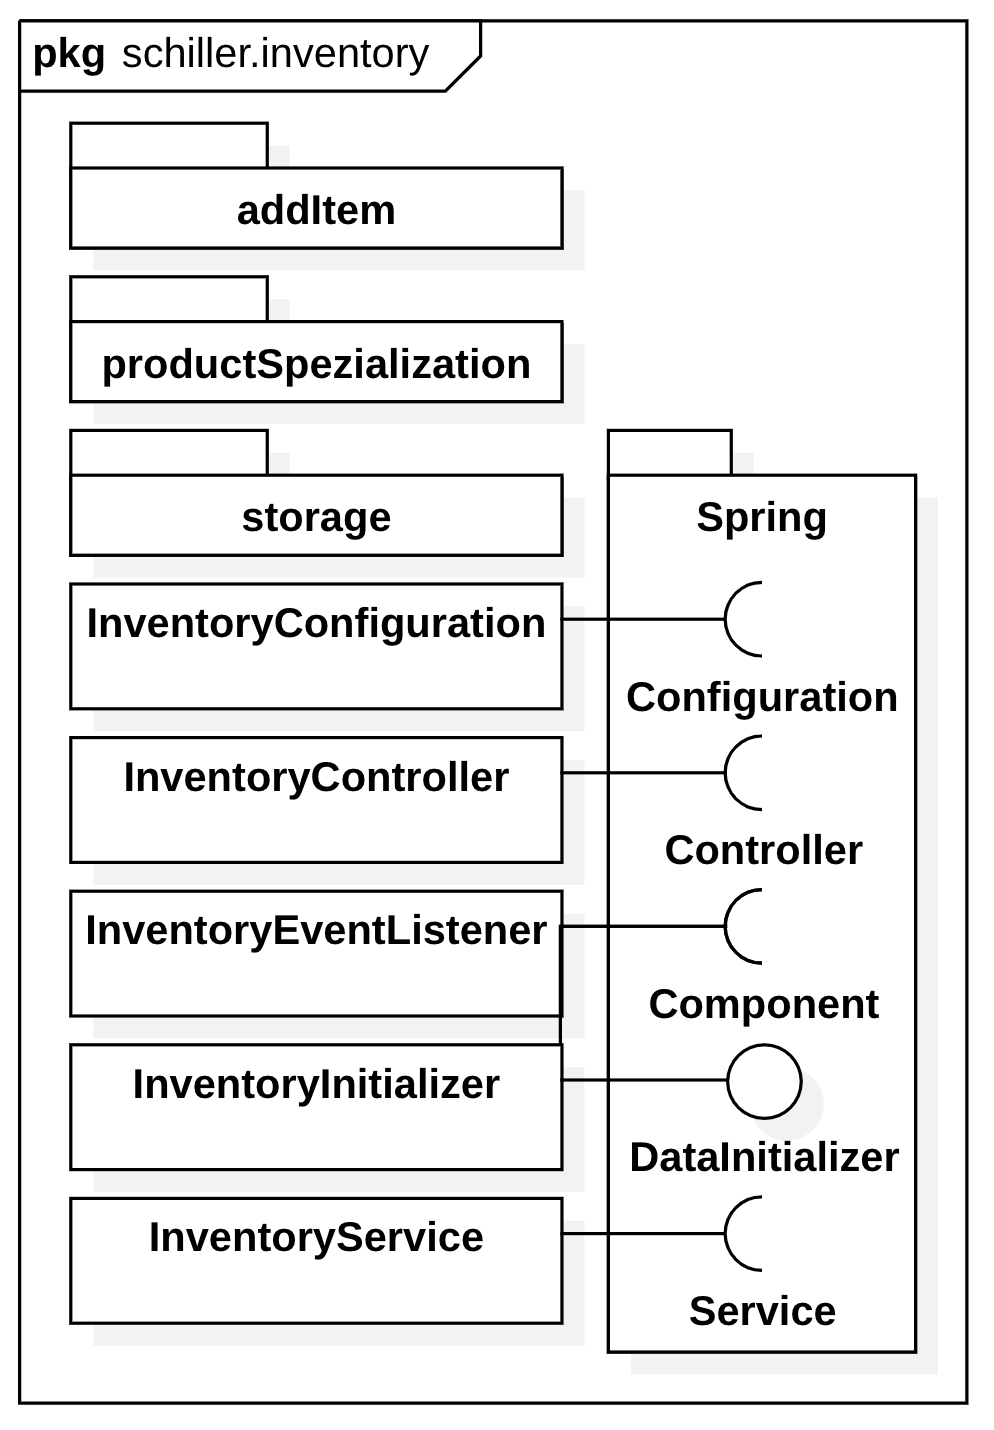 pkg schiller.inventory
addItem
productSpezialization
storage
Spring
InventoryConfiguration
Configuration
InventoryController
Controller
InventoryEventListener
Component
InventoryInitializer
DataInitializer
InventoryService
Service